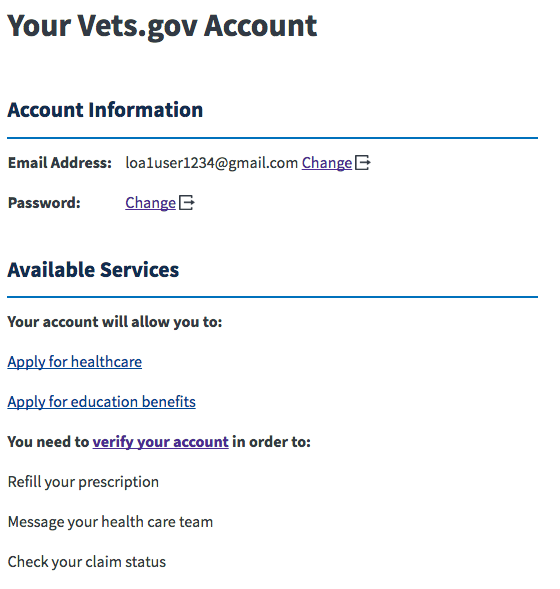 Your Vets.gov Account
Account Information
Email Address: loa1user1234@gmail.com Change
Password: Change
Available Services
Your account will allow you to:
Apply for healthcare
Apply for education benefits
You need to verify your account in order to:
Refill your prescription
Message your health care team
Check your claim status